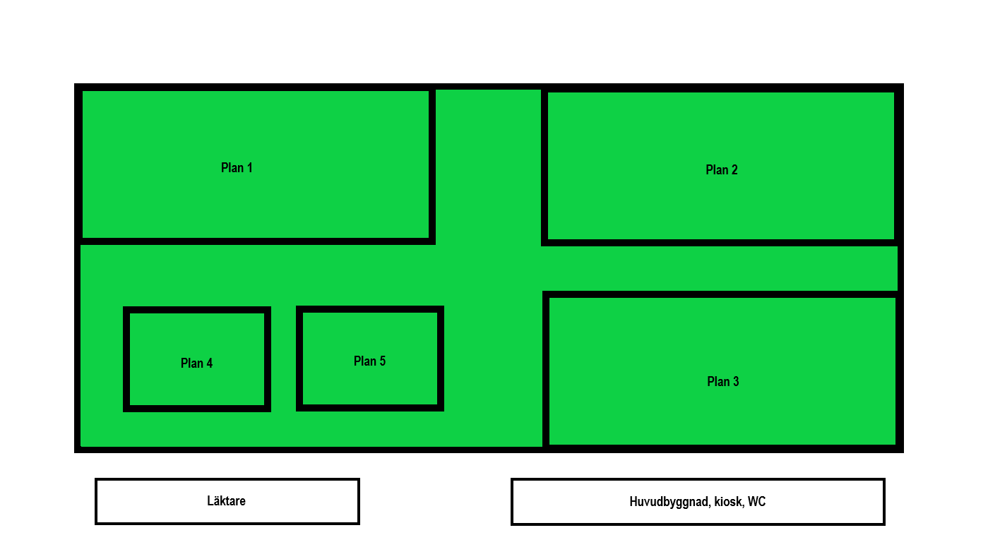 Plan 1
Plan 2
Plan 4
Plan 5
Plan 3
Läktare
Huvudbyggnad, kiosk, WC